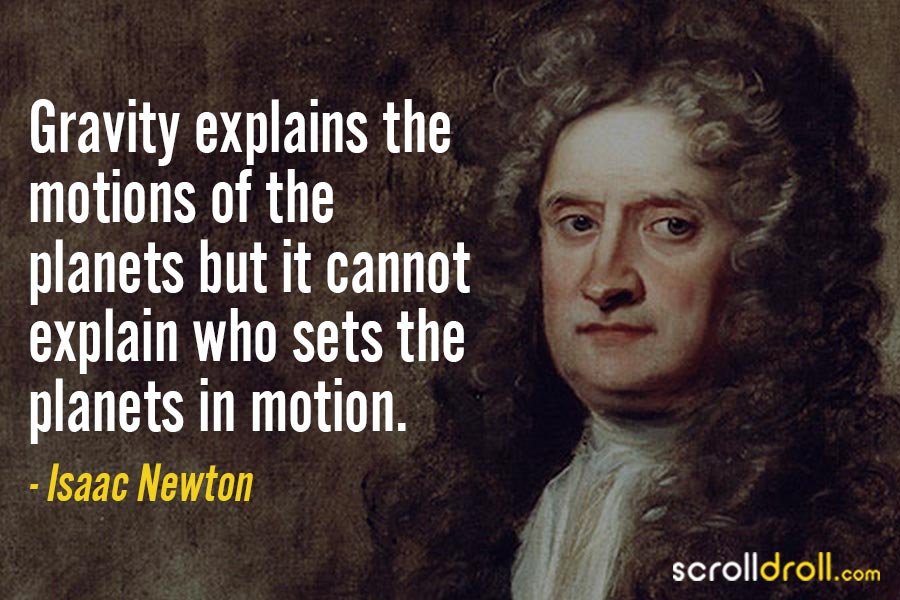 Gravity explains the
motions of the
planets but it cannot
explain who sets the
planets in motion.
- Isaac Newton
scrolldroll.com